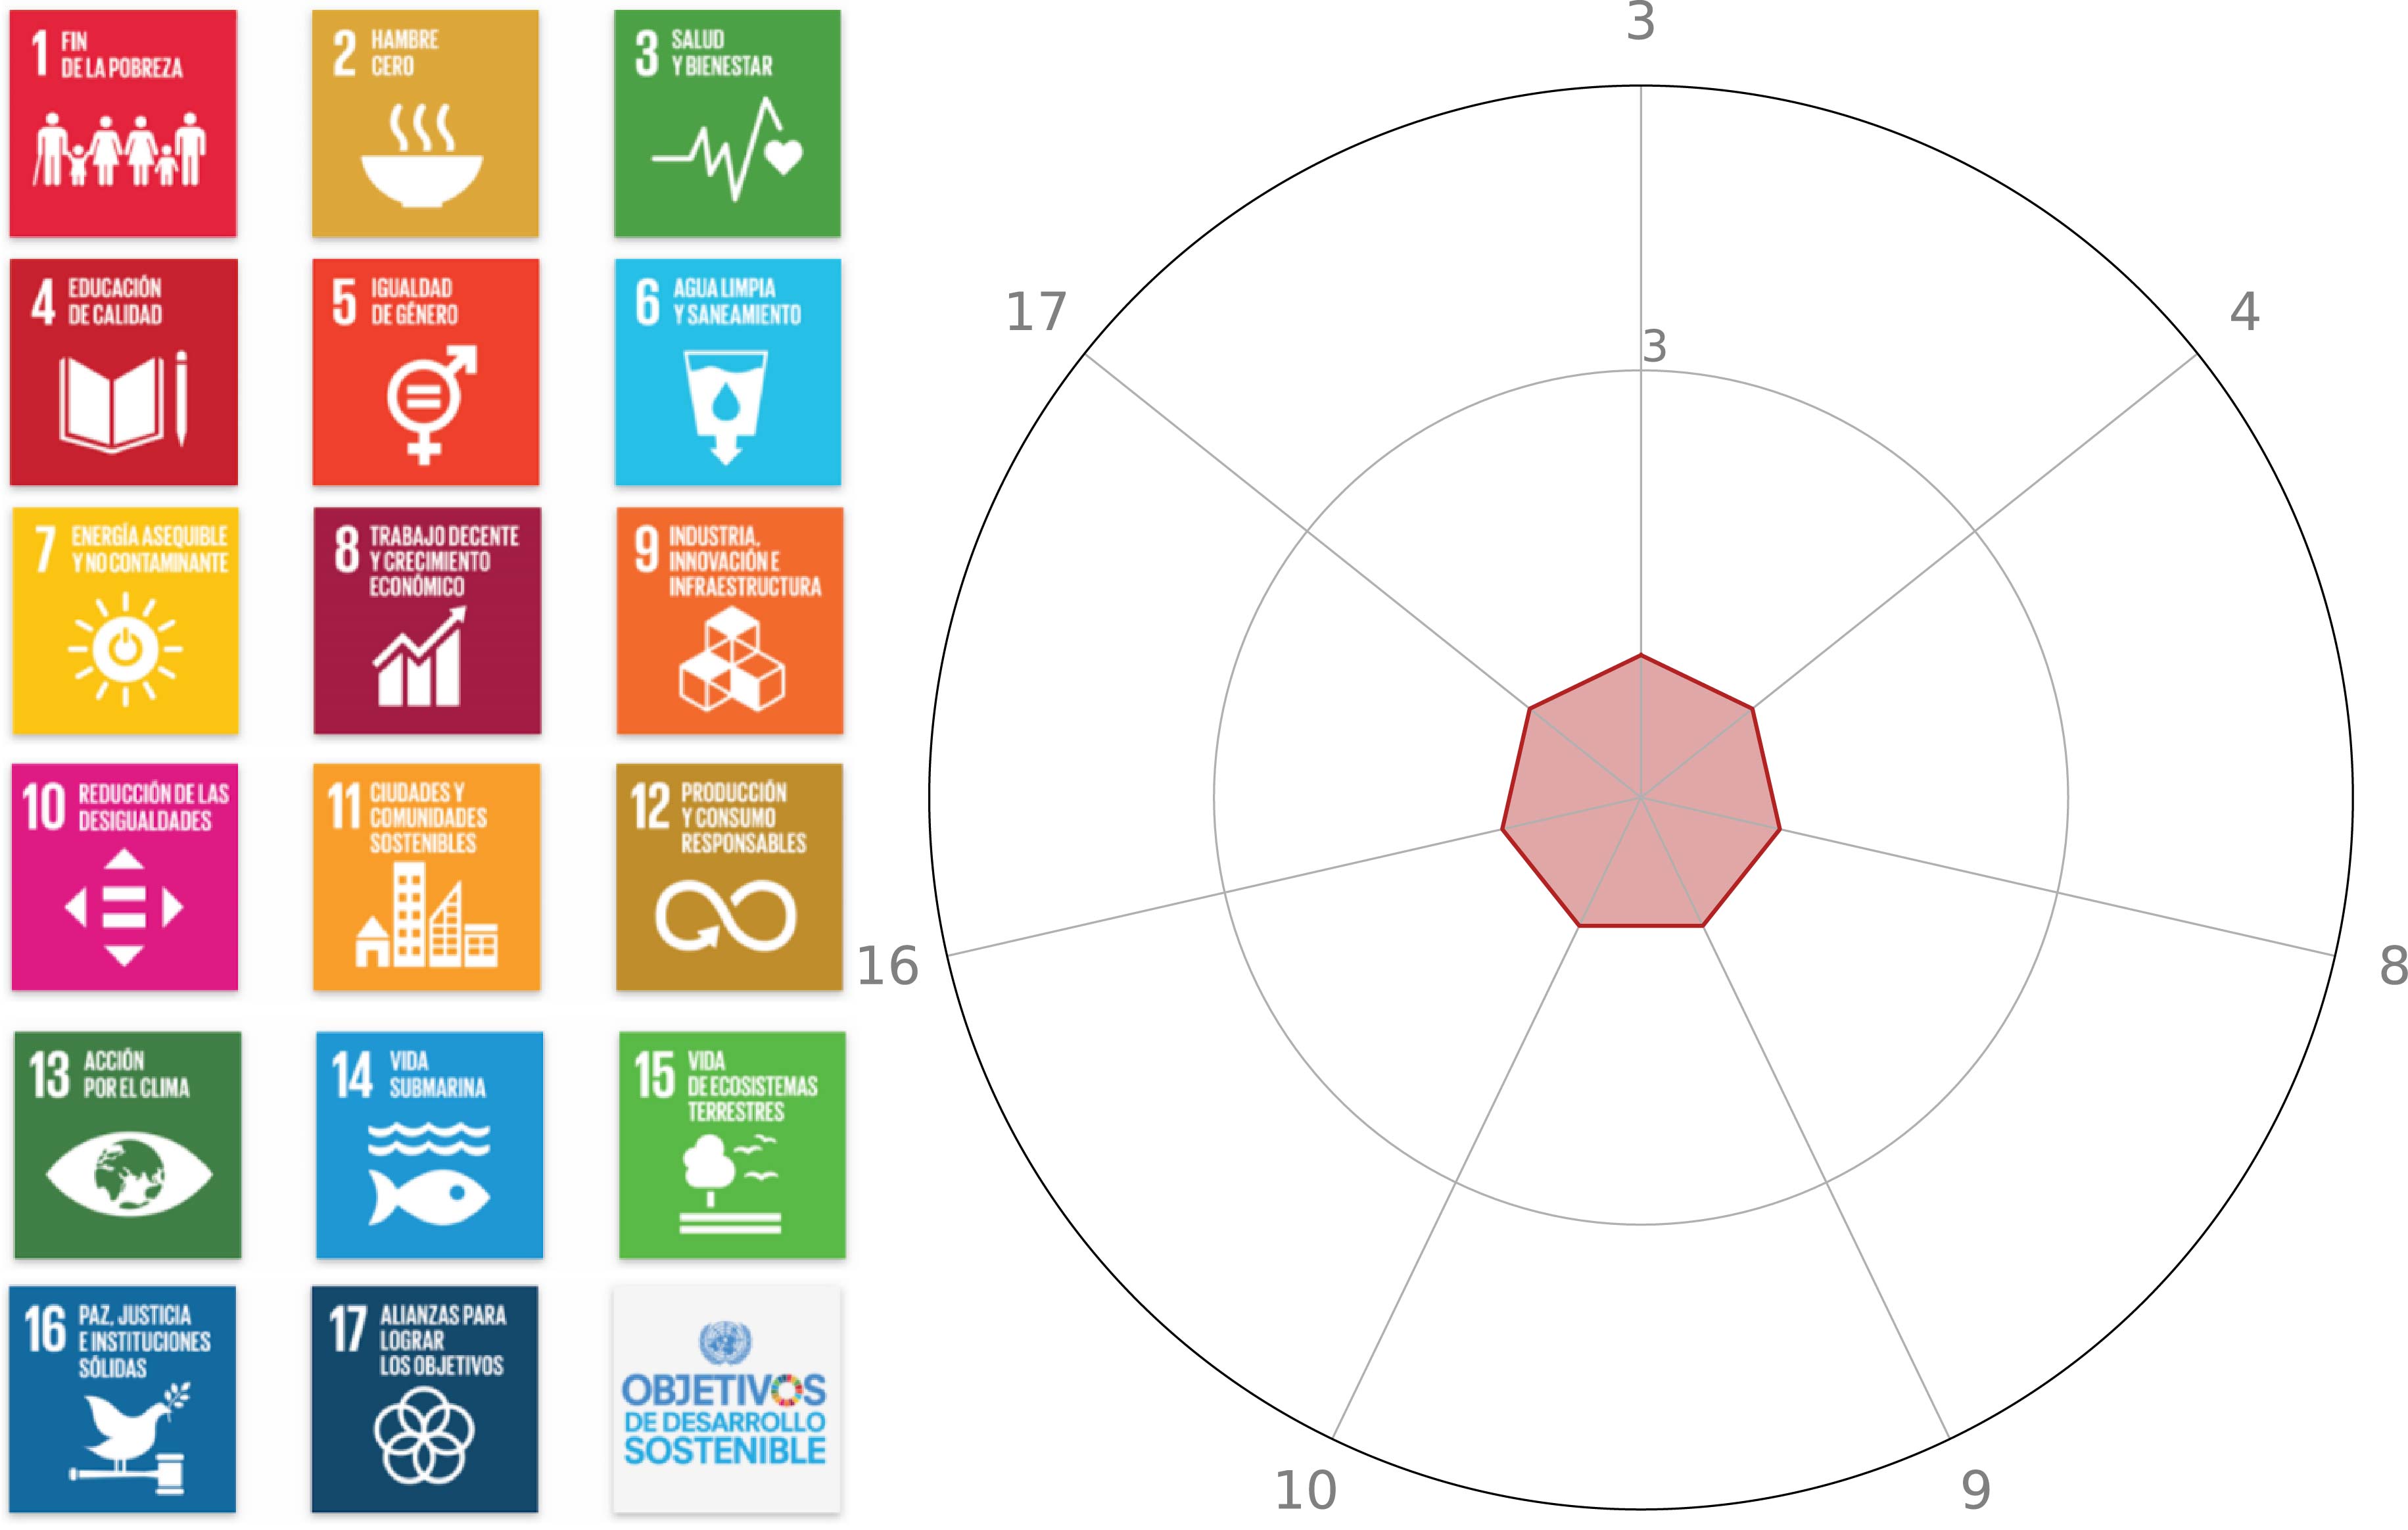 1 FIN
DE LA POBREZA
2 HAMBRE
CERO
3 SALUD
Y BIENESTAR
4 EDUCACIÓN
DE CALIDAD
5 IGUALDAD
DE GÉNERO
6 AGUA LIMPIA
Y SANEAMIENTO
7 ENERGÍA ASEQUIBLE
Y NO CONTAMINANTE
8 TRABAJO DECENTE
Y CRECIMIENTO
ECONÓMICO
9 INDUSTRIA,
INNOVACIÓN E
INFRAESTRUCTURA
10 REDUCCIÓN DE LAS
DESIGUALDADES
11 CIUDADES Y
COMUNIDADES
SOSTENIBLES
12 PRODUCCIÓN
Y CONSUMO
RESPONSABLES
13 ACCIÓN
POR EL CLIMA
14 VIDA
SUBMARINA
15 VIDA
DE ECOSISTEMAS
TERRESTRES
16 PAZ, JUSTICIA
E INSTITUCIONES
SÓLIDAS
17 ALIANZAS PARA
LOGRAR
LOS OBJETIVOS
OBJETIVOS
DE DESARROLLO
SOSTENIBLE
3
17
4
3
16
8
10
9